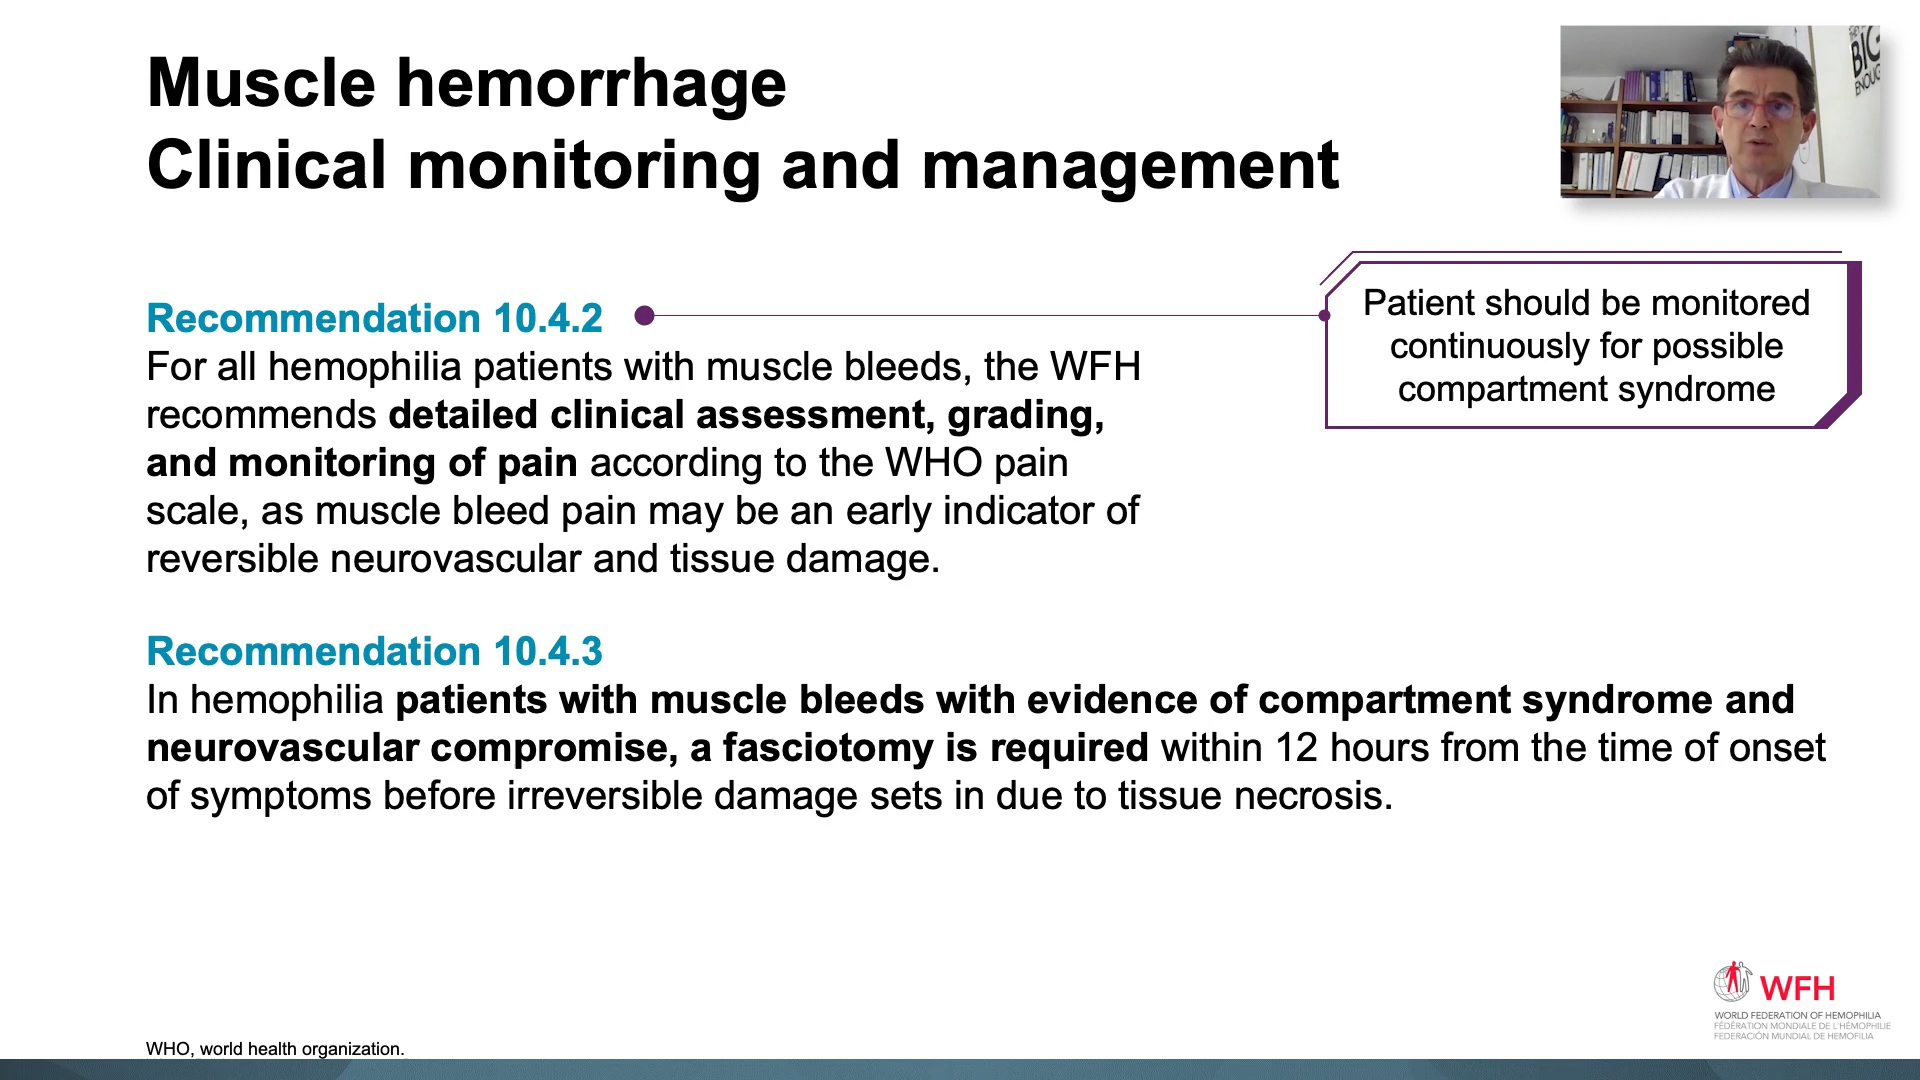 Muscle hemorrhage
Clinical monitoring and management
BIG
ENOUG
Recommendation 10.4.2
Patient should be monitored
continuously for possible
compartment syndrome
For all hemophilia patients with muscle bleeds, the WFH
recommends detailed clinical assessment, grading,
and monitoring of pain according to the WHO pain
scale, as muscle bleed pain may be an early indicator of
reversible neurovascular and tissue damage.
Recommendation 10.4.3
In hemophilia patients with muscle bleeds with evidence of compartment syndrome and
neurovascular compromise, a fasciotomy is required within 12 hours from the time of onset
of symptoms before irreversible damage sets in due to tissue necrosis.
WFH
WORLD FEDERATION OF HEMOPHILIA
FÉDÉRATION MONDIALE DE L'HÉMOPHILIE
FEDERACIÓN MUNDIAL DE HEMOFILIA
WHO, world health organization.